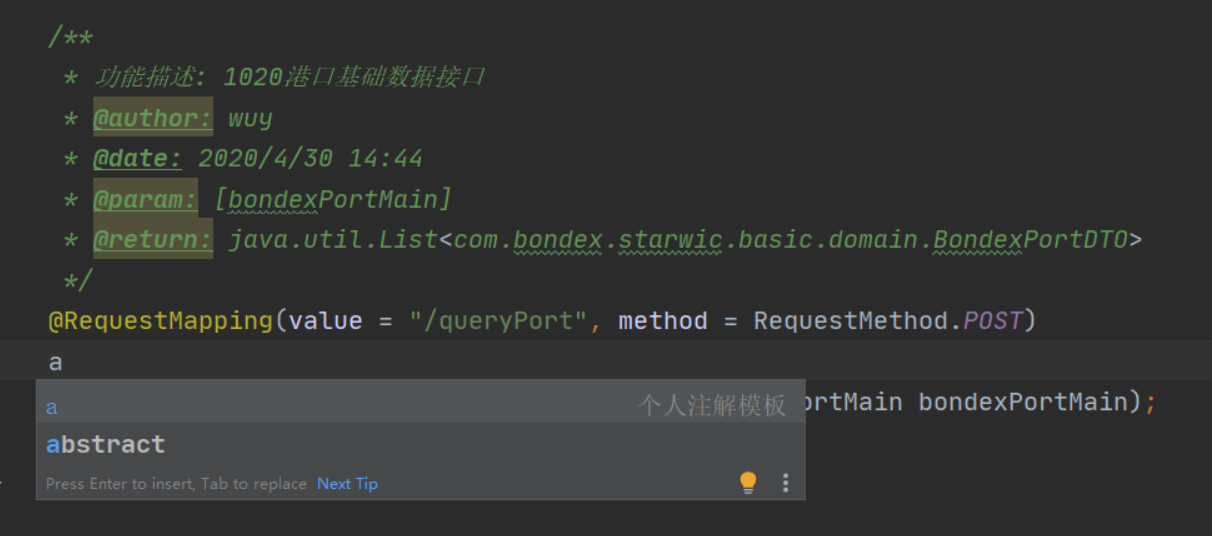 /**
* 功能描述: 1020港口基础数据接口
* @author: wuy
* @date: 2020/4/30 14:44
* @param: [bondexPortMain]
* @return: java.util.List<com.bondex.starwic.basic.domain.BondexPortDTO>
*/
@RequestMapping(value = "/queryPort", method = RequestMethod.POST)
a
a 个人注解模板 ortMain bondexPortMain);
abstract
Press Enter to insert, Tab to replace Next Tip